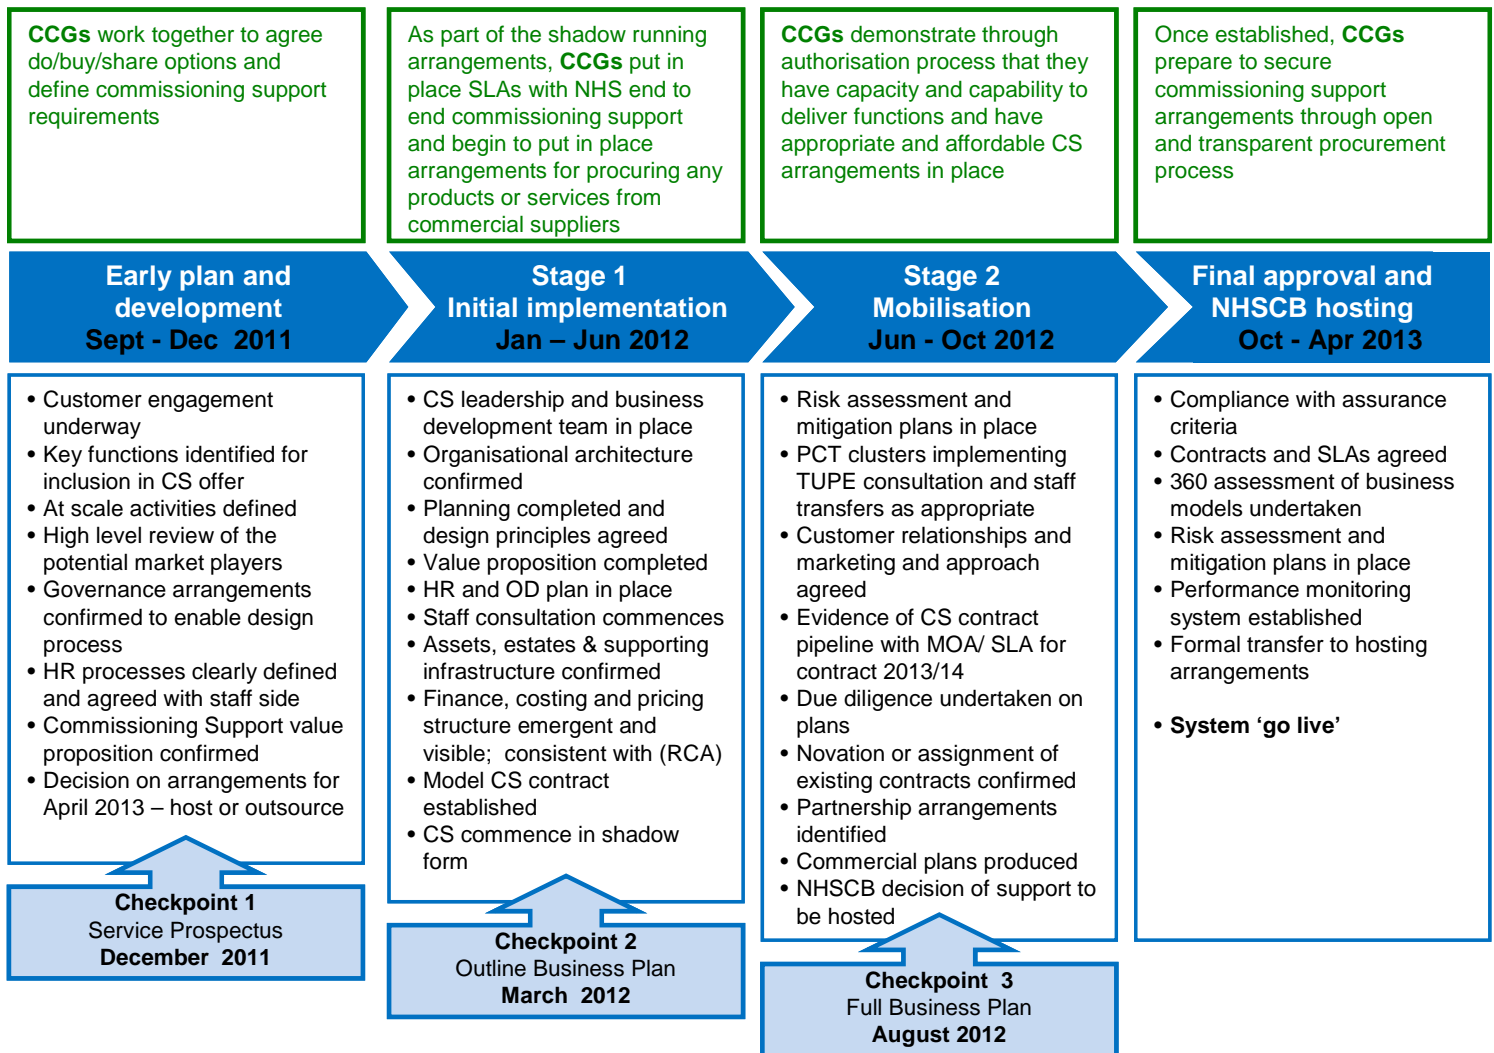 CCGs work together to agree
do/buy/share options and
define commissioning support
requirements
As part of the shadow running
arrangements, CCGs put in
place SLAs with NHS end to
end commissioning support
and begin to put in place
arrangements for procuring any
products or services from
commercial suppliers
CCGs demonstrate through
authorisation process that they
have capacity and capability to
deliver functions and have
appropriate and affordable CS
arrangements in place
Once established, CCGs
prepare to secure
commissioning support
arrangements through open
and transparent procurement
process
Early plan and
development
Sept - Dec 2011
Stage 1
Initial implementation
Jan – Jun 2012
Stage 2
Mobilisation
Jun - Oct 2012
Final approval and
NHSCB hosting
Oct - Apr 2013
• Customer engagement
underway
• Key functions identified for
inclusion in CS offer
• At scale activities defined
• High level review of the
potential market players
• Governance arrangements
confirmed to enable design
process
• HR processes clearly defined
and agreed with staff side
• Commissioning Support value
proposition confirmed
• Decision on arrangements for
April 2013 – host or outsource
Checkpoint 1
Service Prospectus
December 2011
• CS leadership and business
development team in place
• Organisational architecture
confirmed
• Planning completed and
design principles agreed
• Value proposition completed
• HR and OD plan in place
• Staff consultation commences
• Assets, estates & supporting
infrastructure confirmed
• Finance, costing and pricing
structure emergent and
visible; consistent with (RCA)
• Model CS contract
established
• CS commence in shadow
form
Checkpoint 2
Outline Business Plan
March 2012
• Risk assessment and
mitigation plans in place
• PCT clusters implementing
TUPE consultation and staff
transfers as appropriate
• Customer relationships and
marketing and approach
agreed
• Evidence of CS contract
pipeline with MOA/ SLA for
contract 2013/14
• Due diligence undertaken on
plans
• Novation or assignment of
existing contracts confirmed
• Partnership arrangements
identified
• Commercial plans produced
• NHSCB decision of support to
be hosted
Checkpoint 3
Full Business Plan
August 2012
• Compliance with assurance
criteria
• Contracts and SLAs agreed
• 360 assessment of business
models undertaken
• Risk assessment and
mitigation plans in place
• Performance monitoring
system established
• Formal transfer to hosting
arrangements
• System ‘go live’